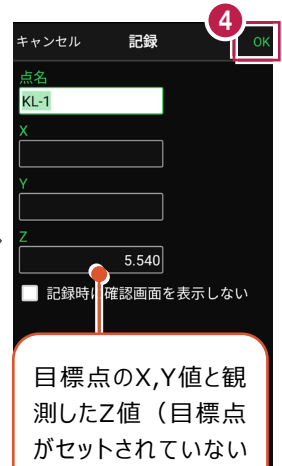 4
キャンセル 記録 OK
点名
KL-1
X
Y
Z
5.540
記録時に確認画面を表示しない
目標点のX,Y値と観
測したZ値（目標点
がセットされていない